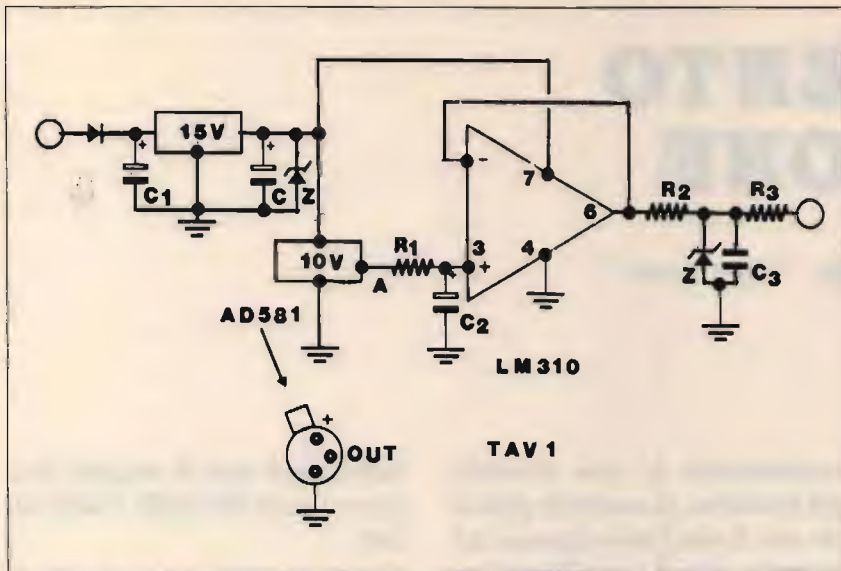 15V
+
+
C1
C
Z
-
7
6
R2
R3
10V
A
R1
3
+
4
+
C2
Z
C3
AD581
LM310
+
OUT
TAV 1